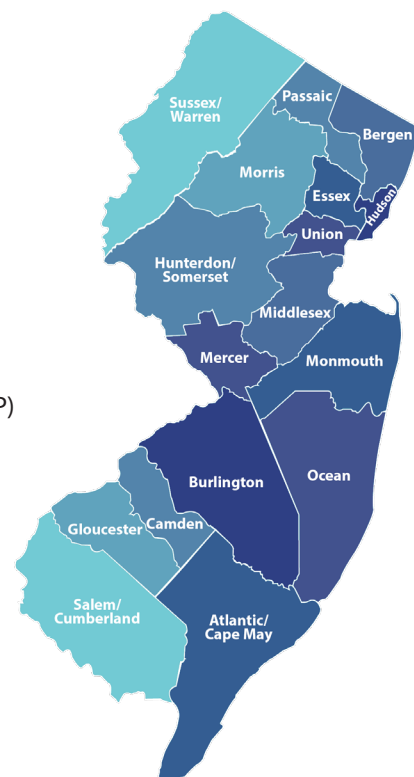 Passaic
Sussex/
Warren
Bergen
Morris
Essex
Hudson
Union
Hunterdon/
Somerset
Middlesex
Mercer
Monmouth
P)
Ocean
Burlington
Camden
Gloucester
Salem/
Cumberland
Atlantic/
Cape May